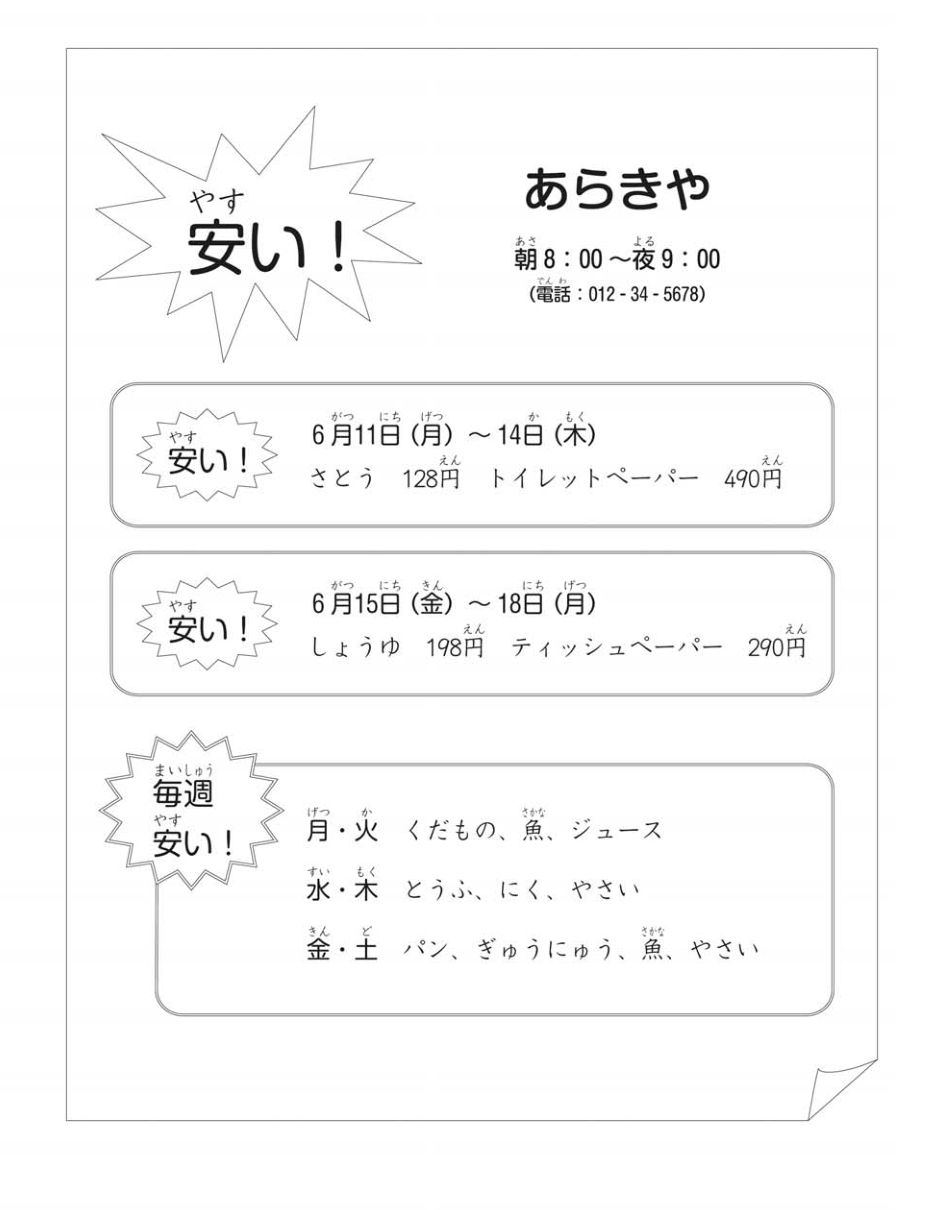 やす
安い！
あらきや
あさ よる
朝 8：00 ～夜 9：00
でん わ
（電話：012 - 34 - 5678）
やす
安い！
がつ にち げつ か もく
6 月11日（月）～ 14日（木）
えん えん
さとう 128円 トイレットペーパー 490円
やす
安い！
がつ にち きん にち げつ
6 月15日（金）～ 18日（月）
えん えん
しょうゆ 198円 ティッシュペーパー 290円
まいしゅう
毎週
やす
安い！
げつ か さかな
月・火 くだもの、魚、ジュース
すい もく
水・木 とうふ、にく、やさい
きん ど さかな
金・土 パン、ぎゅうにゅう、魚、やさい